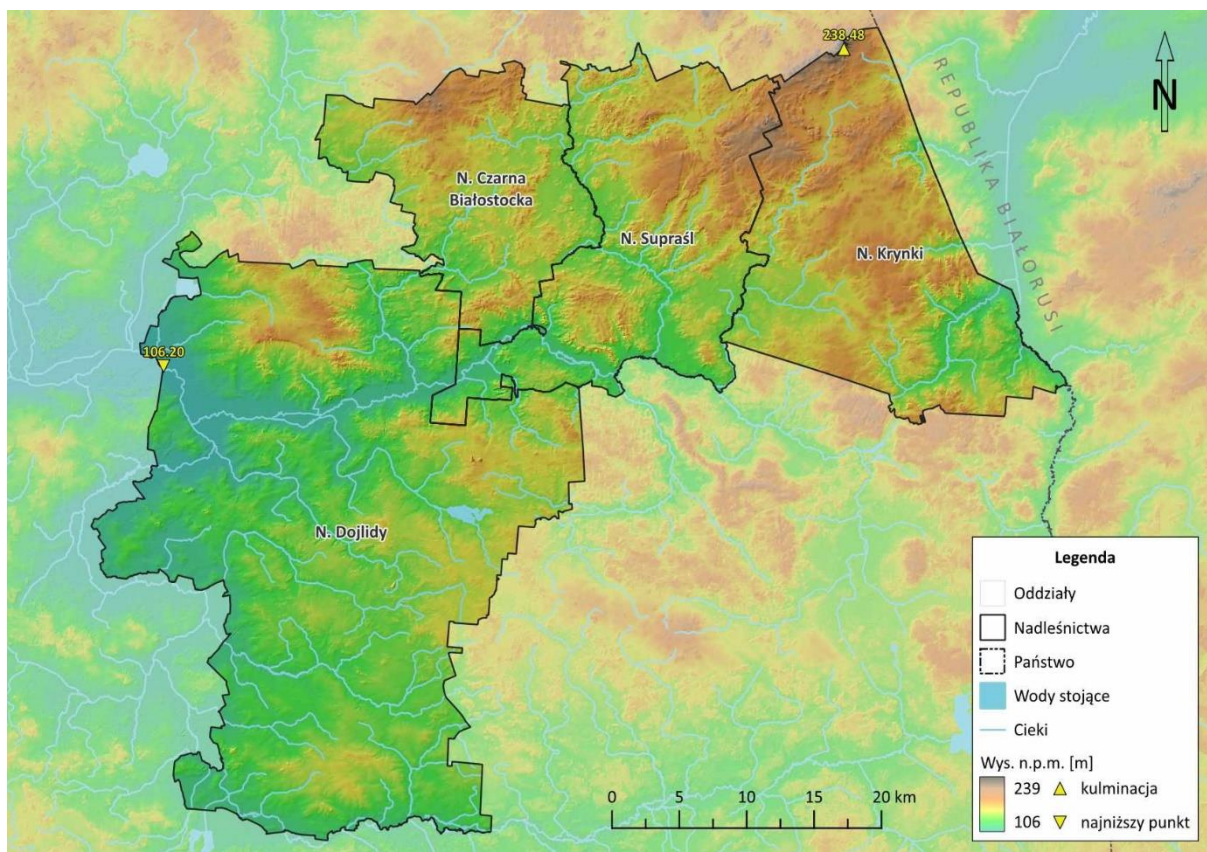 238.48
N
REPUBLIKA BIAŁORUSI
N. Czarna
Białostocka
N. Supraśl
N. Krynki
106.20
N. Dojlidy
Legenda
Oddziały
Nadleśnictwa
Państwo
Wody stojące
Cieki
Wys. n.p.m. [m]
239 kulminacja
106 najniższy punkt
0 5 10 15 20 km